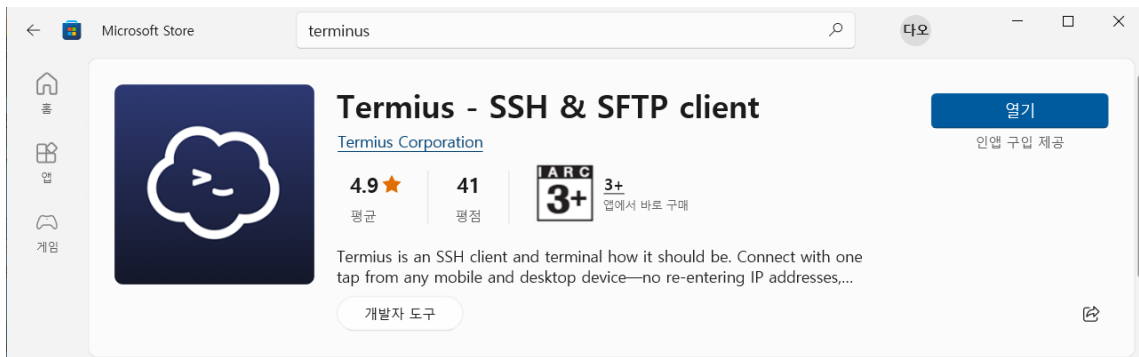 Microsoft Store
terminus
다오
홈
앱
게임
>_
Termius - SSH & SFTP client
Termius Corporation
4.9
평균
41
평점
IARC
3+
3+
앱에서 바로 구매
열기
인앱 구입 제공
Termius is an SSH client and terminal how it should be. Connect with one
tap from any mobile and desktop device—no re-entering IP addresses,...
개발자 도구